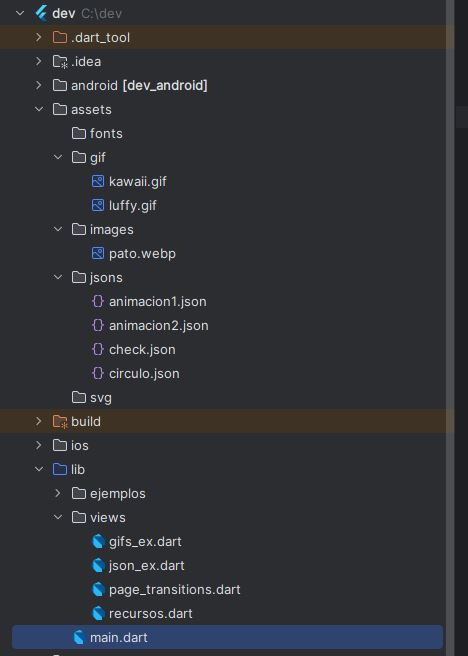 dev C:\dev
.dart_tool
.idea
android [dev_android]
assets
fonts
gif
kawaii.gif
luffy.gif
images
pato.webp
jsons
animacion1.json
animacion2.json
check.json
circulo.json
svg
build
ios
lib
ejemplos
views
gifs_ex.dart
json_ex.dart
page_transitions.dart
recursos.dart
main.dart